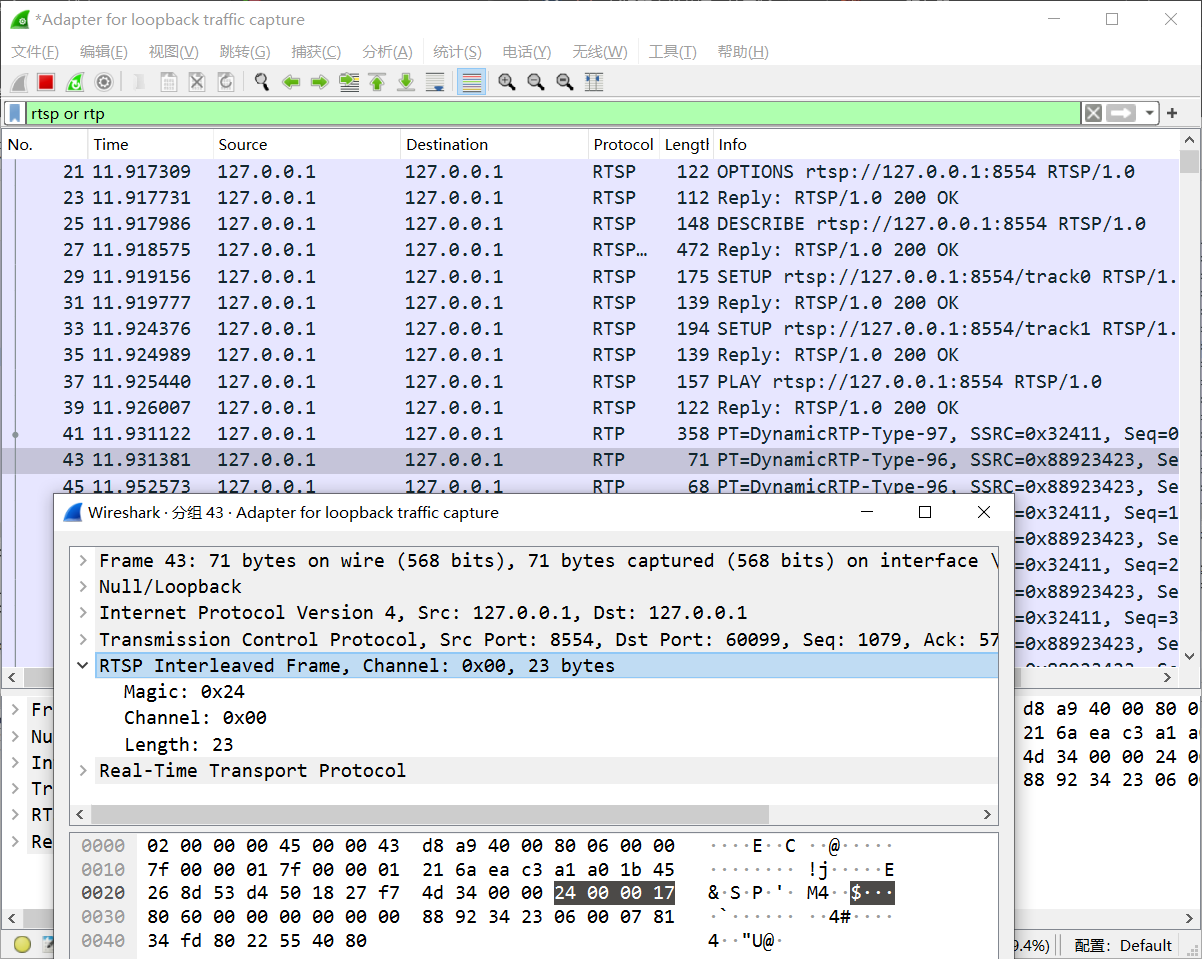 *Adapter for loopback traffic capture
文件(F) 编辑(E) 视图(V) 跳转(G) 捕获(C) 分析(A) 统计(S) 电话(Y) 无线(W) 工具(T) 帮助(H)
rtsp or rtp
No. Time Source Destination Protocol Length Info
21 11.917309 127.0.0.1 127.0.0.1 RTSP 122 OPTIONS rtsp://127.0.0.1:8554 RTSP/1.0
23 11.917731 127.0.0.1 127.0.0.1 RTSP 112 Reply: RTSP/1.0 200 OK
25 11.917986 127.0.0.1 127.0.0.1 RTSP 148 DESCRIBE rtsp://127.0.0.1:8554 RTSP/1.0
27 11.918575 127.0.0.1 127.0.0.1 RTSP… 472 Reply: RTSP/1.0 200 OK
29 11.919156 127.0.0.1 127.0.0.1 RTSP 175 SETUP rtsp://127.0.0.1:8554/track0 RTSP/1.
31 11.919777 127.0.0.1 127.0.0.1 RTSP 139 Reply: RTSP/1.0 200 OK
33 11.924376 127.0.0.1 127.0.0.1 RTSP 194 SETUP rtsp://127.0.0.1:8554/track1 RTSP/1.
35 11.924989 127.0.0.1 127.0.0.1 RTSP 139 Reply: RTSP/1.0 200 OK
37 11.925440 127.0.0.1 127.0.0.1 RTSP 157 PLAY rtsp://127.0.0.1:8554 RTSP/1.0
39 11.926007 127.0.0.1 127.0.0.1 RTSP 122 Reply: RTSP/1.0 200 OK
41 11.931122 127.0.0.1 127.0.0.1 RTP 358 PT=DynamicRTP-Type-97, SSRC=0x32411, Seq=0
43 11.931381 127.0.0.1 127.0.0.1 RTP 71 PT=DynamicRTP-Type-96, SSRC=0x88923423, Se
45 11.952573 127.0.0.1 127.0.0.1 RTP 68 PT=DynamicRTP-Type-96, SSRC=0x88923423, Se
=0x32411, Seq=1
=0x88923423, Se
=0x32411, Seq=2
=0x88923423, Se
=0x32411, Seq=3
=0x88923423, Se
Wireshark · 分组 43 · Adapter for loopback traffic capture
Frame 43: 71 bytes on wire (568 bits), 71 bytes captured (568 bits) on interface \
Null/Loopback
Internet Protocol Version 4, Src: 127.0.0.1, Dst: 127.0.0.1
Transmission Control Protocol, Src Port: 8554, Dst Port: 60099, Seq: 1079, Ack: 57
RTSP Interleaved Frame, Channel: 0x00, 23 bytes
Magic: 0x24
Channel: 0x00
Length: 23
Real-Time Transport Protocol
0000 02 00 00 00 45 00 00 43 d8 a9 40 00 80 06 00 00 ····E··C ··@·····
0010 7f 00 00 01 7f 00 00 01 21 6a ea c3 a1 a0 1b 45 ········ !j·····E
0020 26 8d 53 d4 50 18 27 f7 4d 34 00 00 24 00 00 17 &·S·P·'· M4··$···
0030 80 60 00 00 00 00 00 00 88 92 34 23 06 00 07 81 ·`······ ··4#····
0040 34 fd 80 22 55 40 80 4··"U@·
Fr
Nu
In
Tr
RT
Re
d8 a9 40 00 80 0
21 6a ea c3 a1 a
4d 34 00 00 24 0
88 92 34 23 06 0
9.4%) 配置: Default